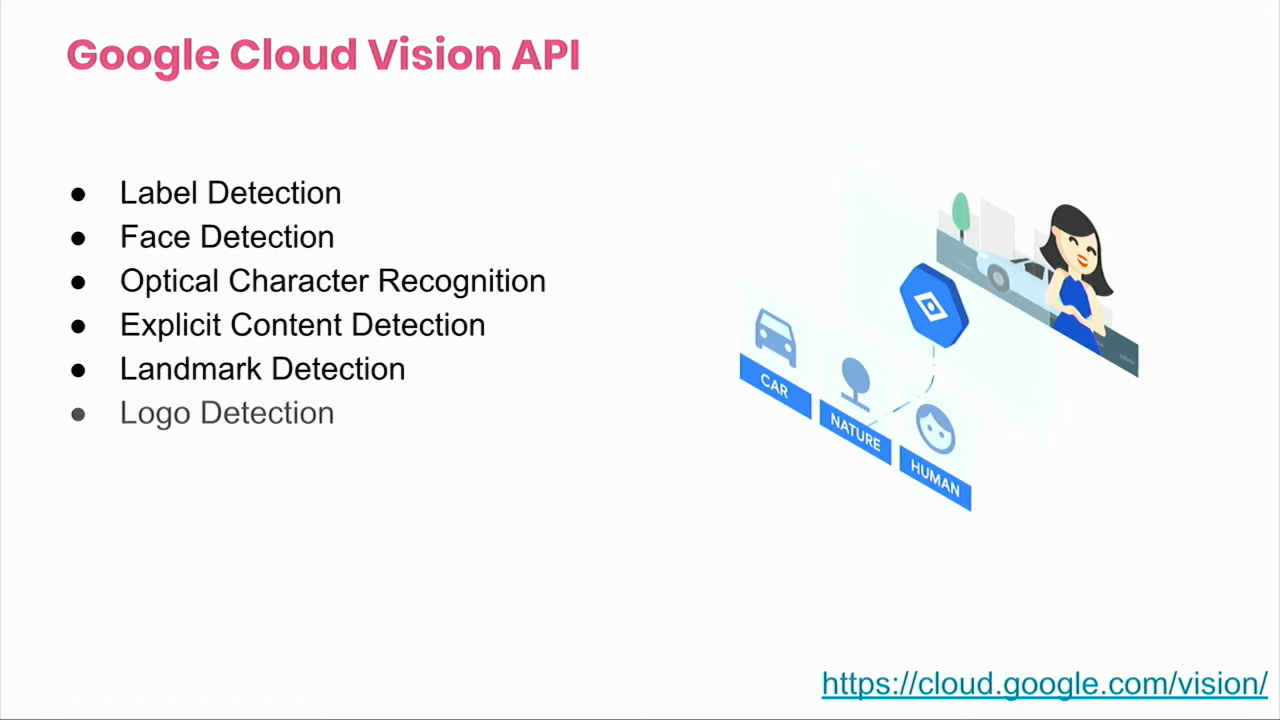 Google Cloud Vision API
● Label Detection
● Face Detection
● Optical Character Recognition
● Explicit Content Detection
● Landmark Detection
● Logo Detection
CAR
NATURE
HUMAN
https://cloud.google.com/vision/